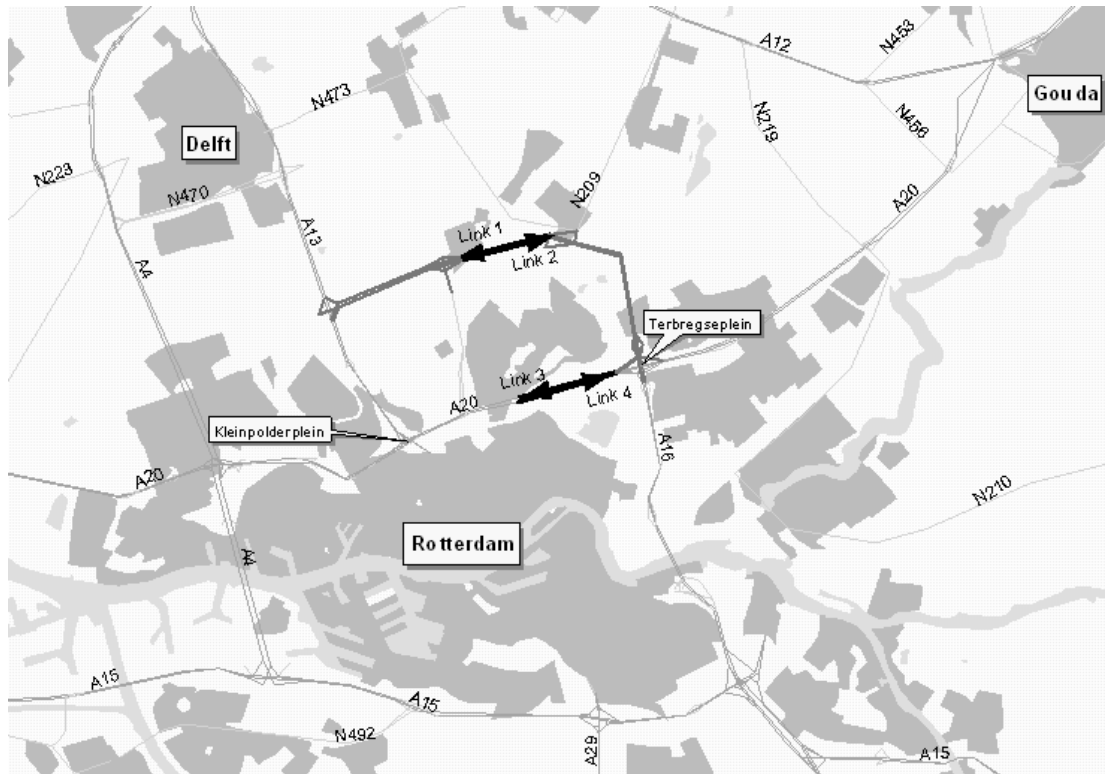 A12
N453
Gouda
N473
Delft
N219
N456
N223
N470
N209
A20
A13
Link 1
Link 2
A4
Terbregseplein
Link 3
Link 4
A20
Kleinpolderplein
A16
A20
N210
Rotterdam
A4
A15
A15
N492
A29
A15